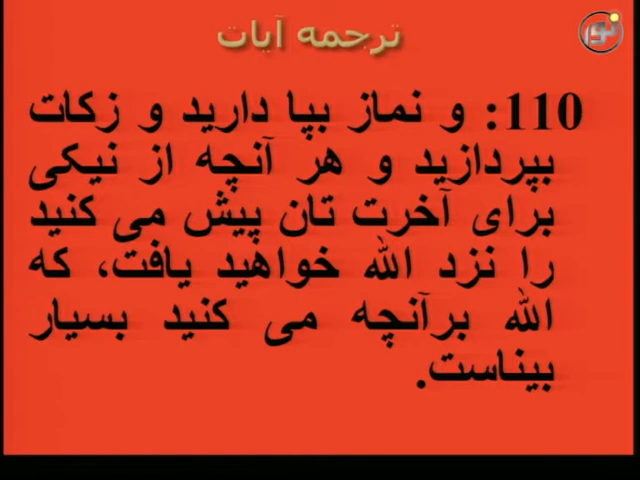 ترجمه آیات
نور
110: و نماز بپا دارید و زکات
بپردازید و هر آنچه از نیکی
برای آخرت تان پیش می کنید
را نزد الله خواهید یافت، که
الله برآنچه می کنید بسیار
بیناست.